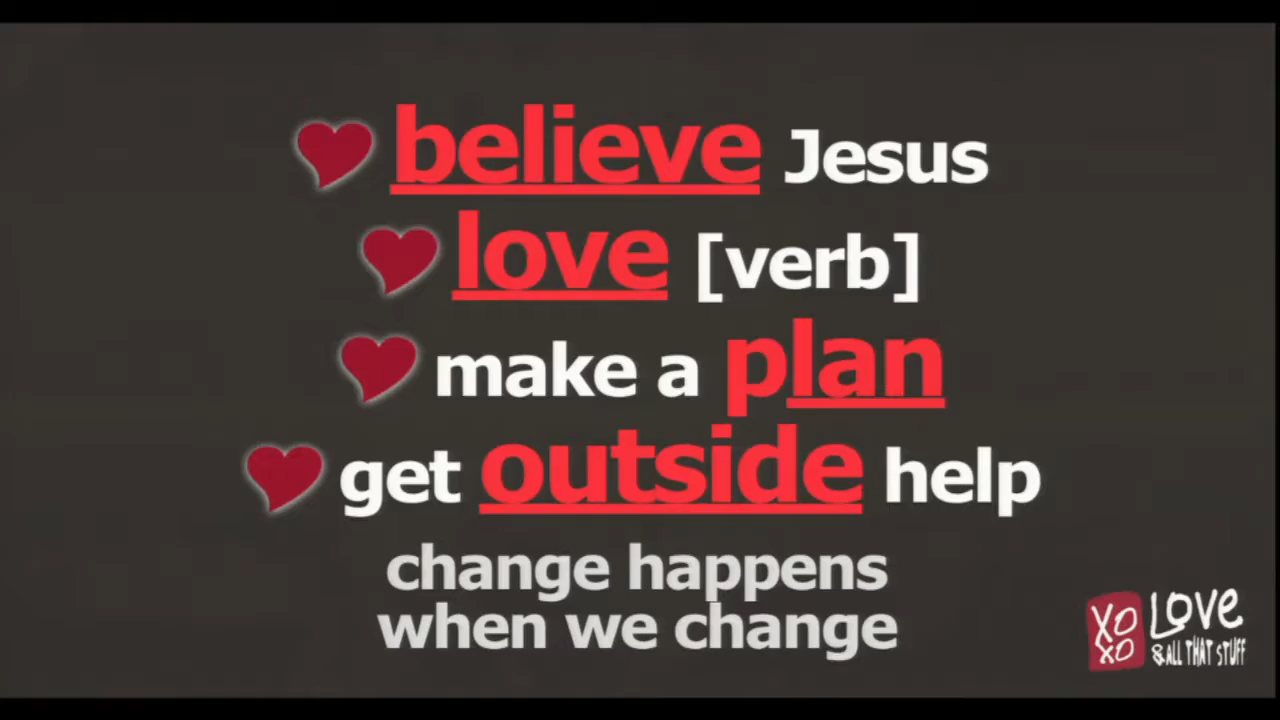 believe Jesus
love [verb]
make a plan
get outside help
change happens
when we change
XO
XO
LOVE
& ALL THAT STUFF